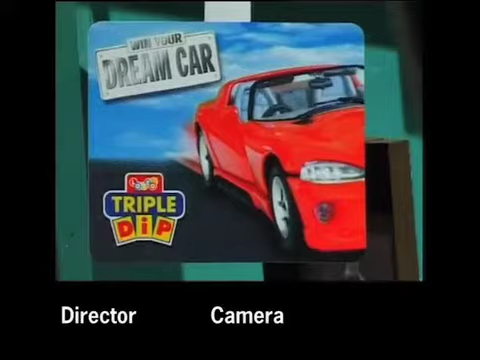 WIN YOUR
DREAM CAR
TRIPLE
DIP
Director
Camera